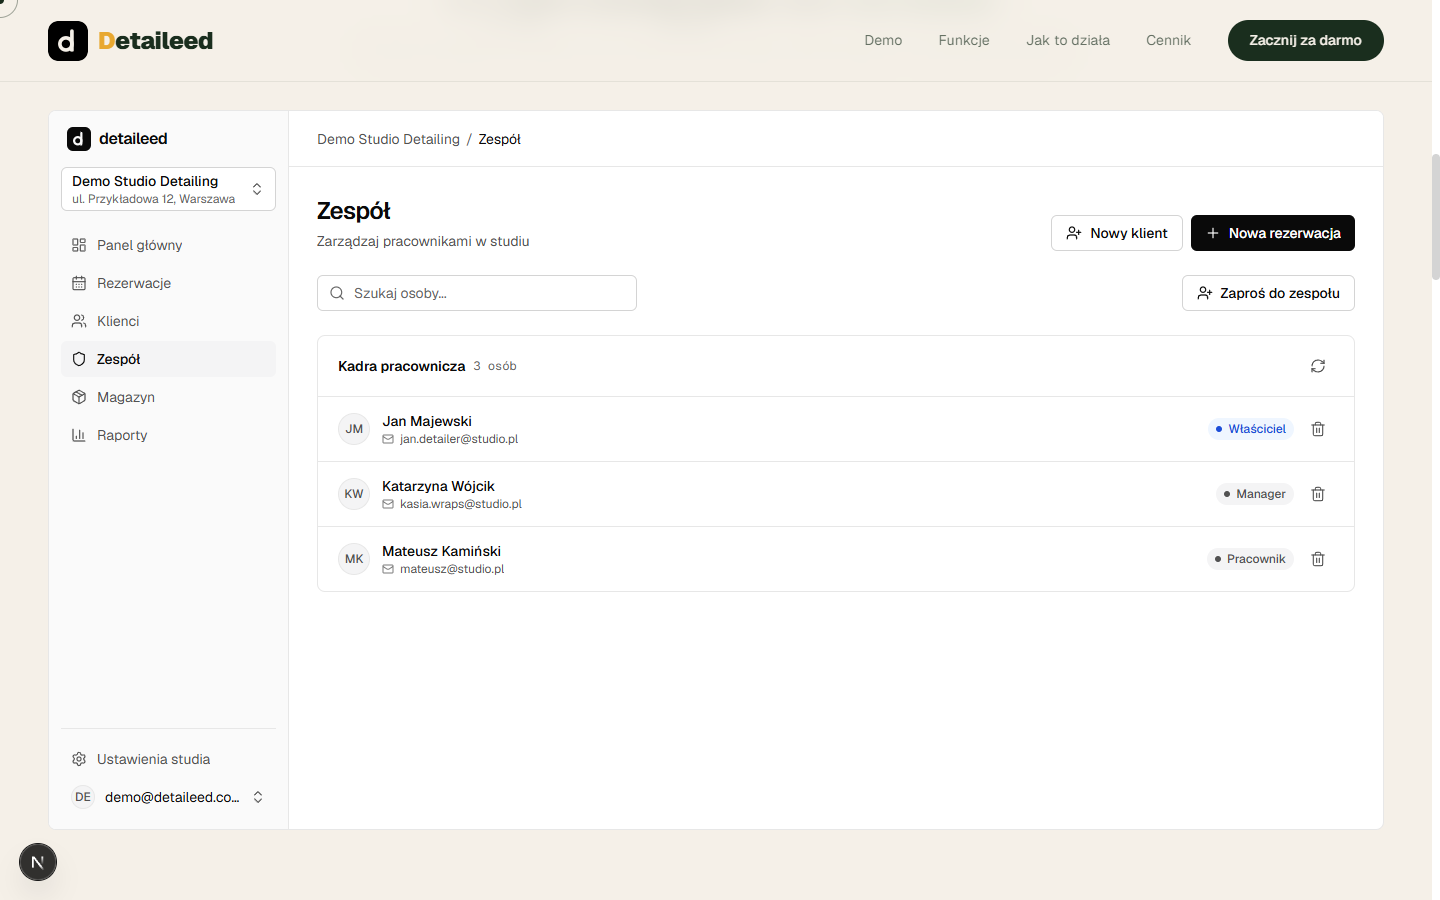 d Detaileed
Demo
Funkcje
Jak to działa
Cennik
Zacznij za darmo
d detaileed
Demo Studio Detailing
ul. Przykładowa 12, Warszawa
Panel główny
Rezerwacje
Klienci
Zespół
Magazyn
Raporty
Ustawienia studia
DE demo@detaileed.co...
Demo Studio Detailing / Zespół
Zespół
Zarządzaj pracownikami w studiu
Nowy klient
Nowa rezerwacja
Szukaj osoby...
Zaproś do zespołu
Kadra pracownicza 3 osób
JM
Jan Majewski
jan.detailer@studio.pl
Właściciel
KW
Katarzyna Wójcik
kasia.wraps@studio.pl
Manager
MK
Mateusz Kamiński
mateusz@studio.pl
Pracownik
N